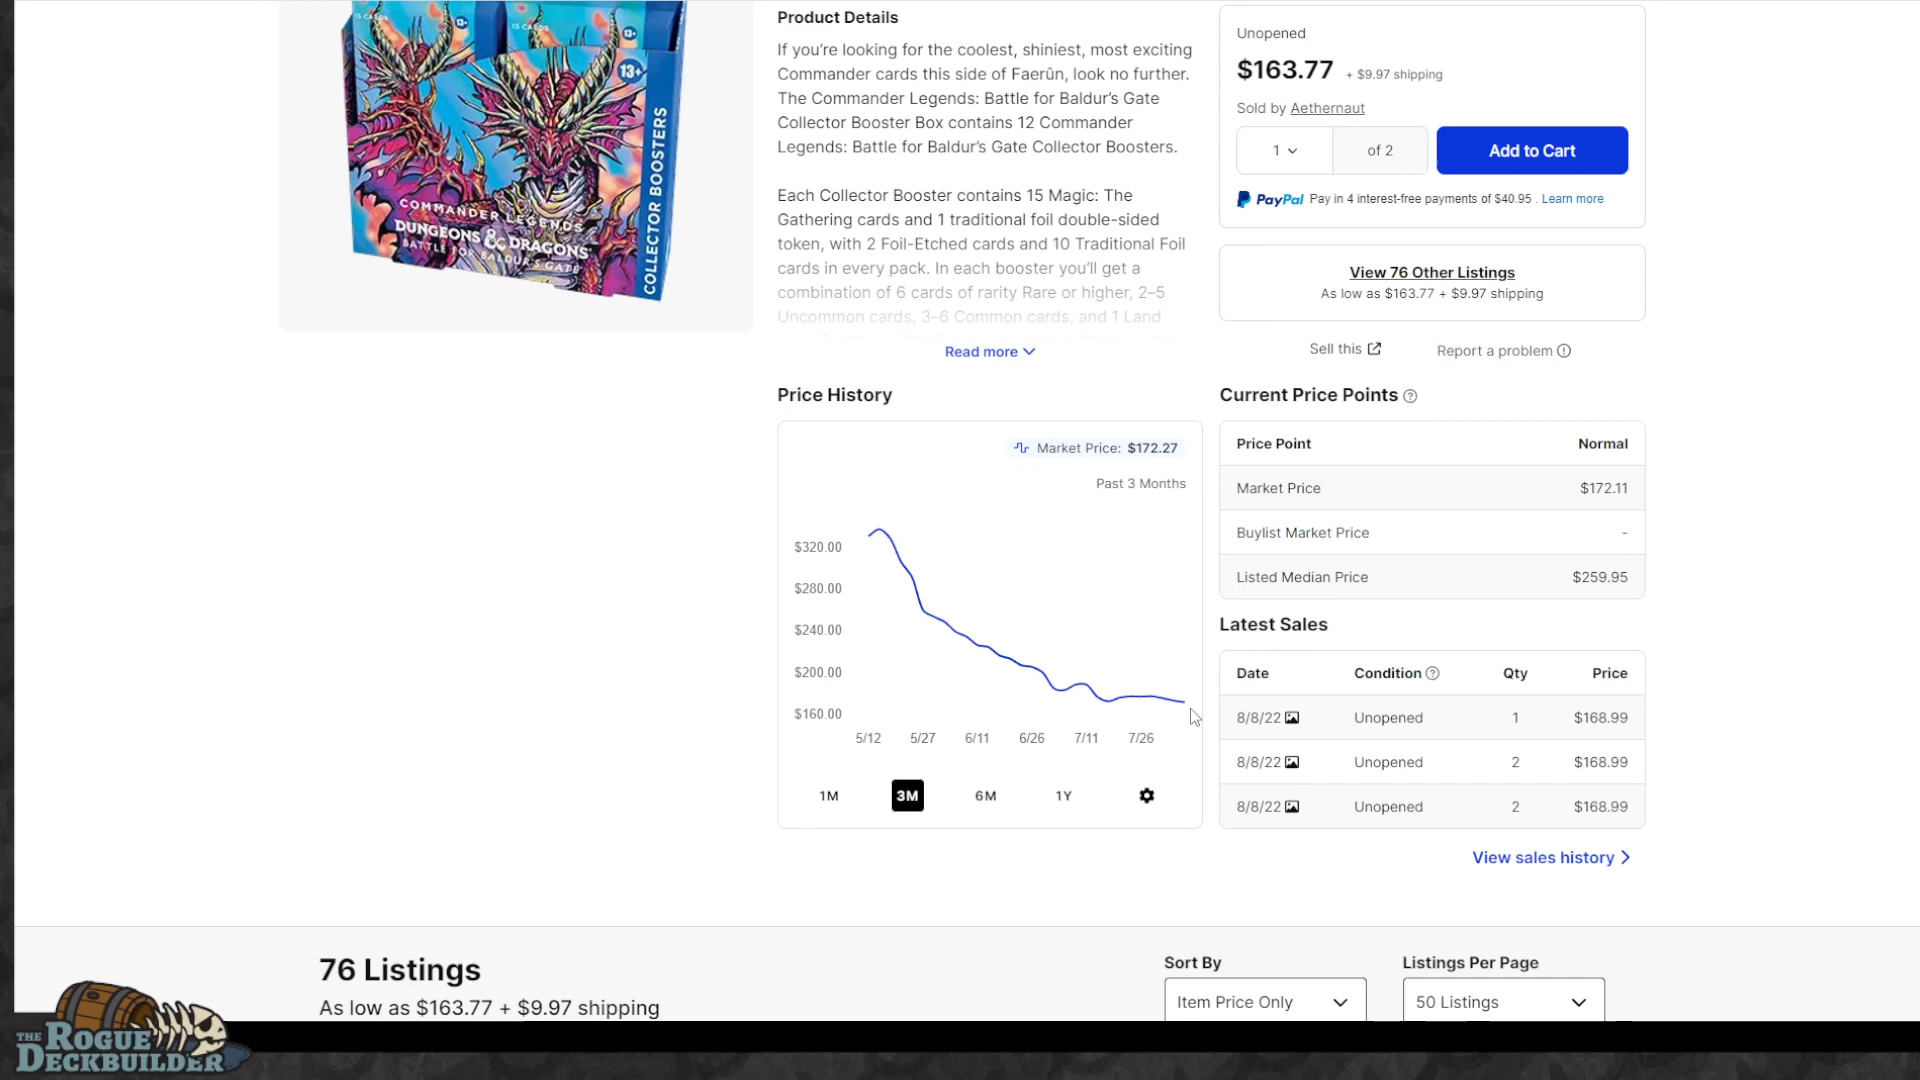 15 CARDS
13+
15 CARDS
13+
13+
COMMANDER LEGENDS
DUNGEONS & DRAGONS
BATTLE FOR BALDUR'S GATE
COLLECTOR BOOSTERS
Product Details
If you’re looking for the coolest, shiniest, most exciting
Commander cards this side of Faerûn, look no further.
The Commander Legends: Battle for Baldur’s Gate
Collector Booster Box contains 12 Commander
Legends: Battle for Baldur’s Gate Collector Boosters.
Each Collector Booster contains 15 Magic: The
Gathering cards and 1 traditional foil double-sided
token, with 2 Foil-Etched cards and 10 Traditional Foil
cards in every pack. In each booster you’ll get a
combination of 6 cards of rarity Rare or higher, 2–5
Uncommon cards, 3–6 Common cards, and 1 Land
Read more
Unopened
$163.77 + $9.97 shipping
Sold by Aethernaut
1 of 2 Add to Cart
PayPal Pay in 4 interest-free payments of $40.95 . Learn more
View 76 Other Listings
As low as $163.77 + $9.97 shipping
Sell this Report a problem
Price History
Market Price: $172.27
Past 3 Months
$320.00
$280.00
$240.00
$200.00
$160.00
5/12 5/27 6/11 6/26 7/11 7/26
1M 3M 6M 1Y
Current Price Points
Price Point Normal
Market Price $172.11
Buylist Market Price -
Listed Median Price $259.95
Latest Sales
Date Condition Qty Price
8/8/22 Unopened 1 $168.99
8/8/22 Unopened 2 $168.99
8/8/22 Unopened 2 $168.99
View sales history
76 Listings
As low as $163.77 + $9.97 shipping
Sort By
Item Price Only
Listings Per Page
50 Listings
THE ROGUE
DECKBUILDER